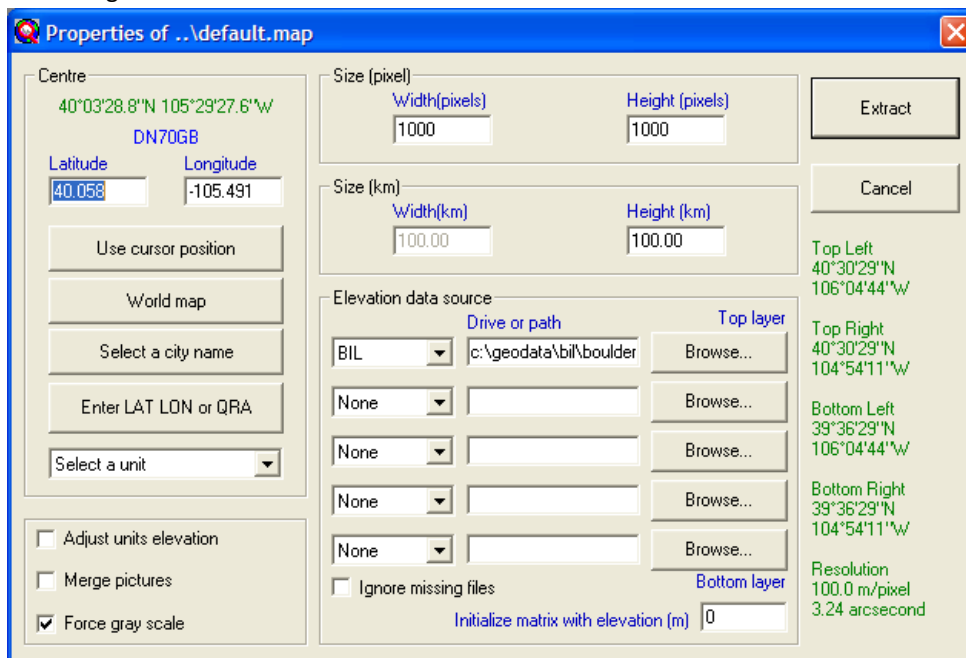 Properties of ..\default.map
Centre
40°03'28.8"N 105°29'27.6"W
DN70GB
Latitude Longitude
40.058 -105.491
Use cursor position
World map
Select a city name
Enter LAT LON or QRA
Select a unit
Adjust units elevation
Merge pictures
Force gray scale
Size (pixel)
Width(pixels) Height (pixels)
1000 1000
Size (km)
Width(km) Height (km)
100.00 100.00
Elevation data source
Drive or path Top layer
BIL c:\geodata\bil\boulder Browse...
None Browse...
None Browse...
None Browse...
None Browse...
Ignore missing files Bottom layer
Initialize matrix with elevation (m) 0
Extract
Cancel
Top Left
40°30'29"N
106°04'44"W
Top Right
40°30'29"N
104°54'11"W
Bottom Left
39°36'29"N
106°04'44"W
Bottom Right
39°36'29"N
104°54'11"W
Resolution
100.0 m/pixel
3.24 arcsecond